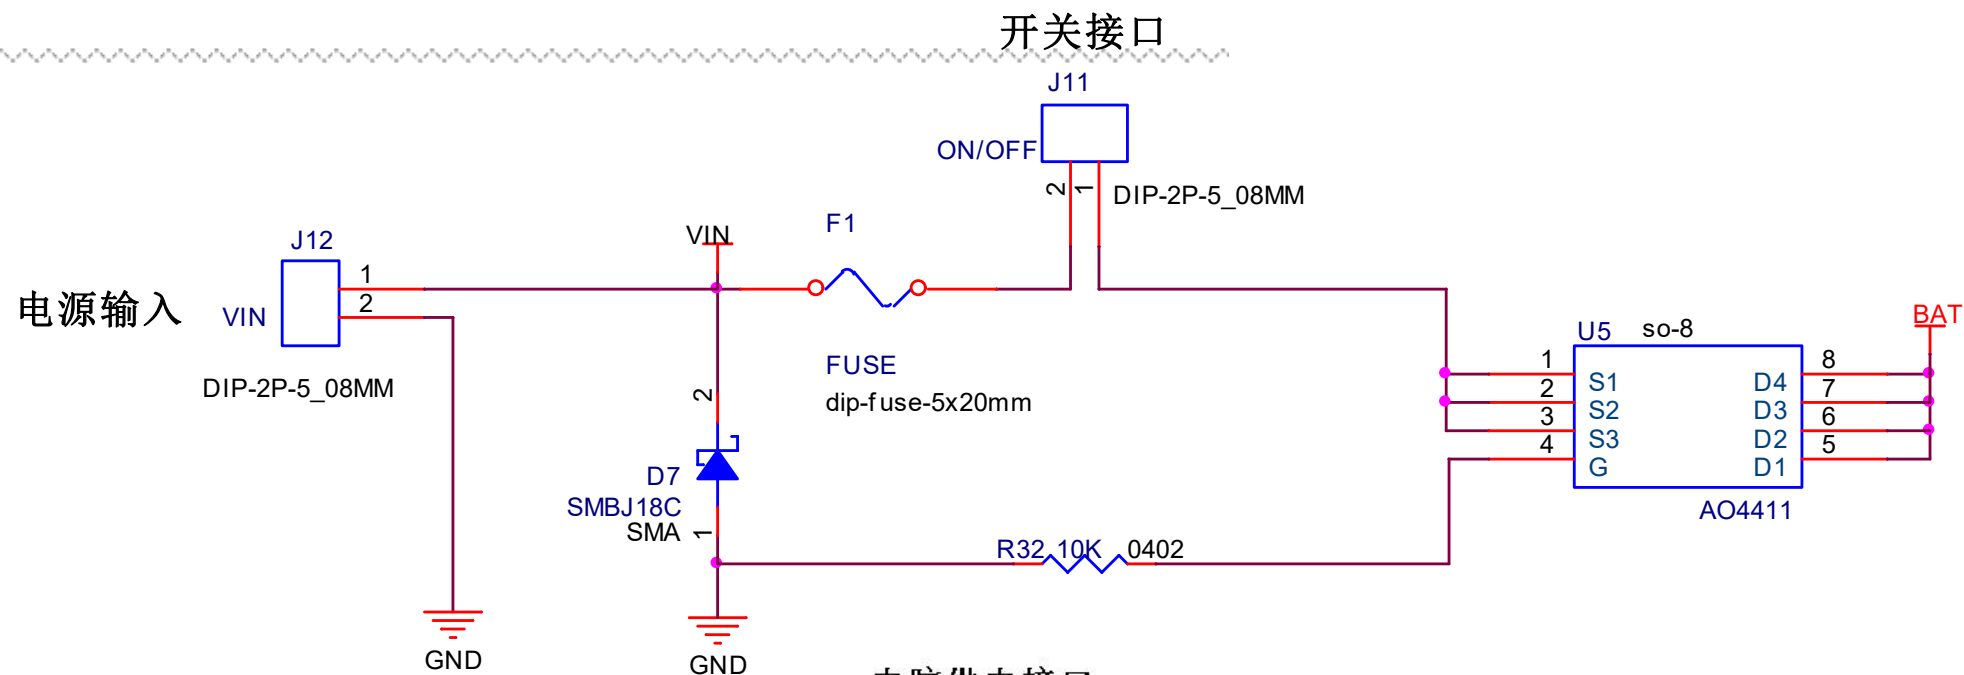 开关接口
J11
ON/OFF
2
1
DIP-2P-5_08MM
F1
VIN
J12
1
2
电源输入
VIN
DIP-2P-5_08MM
FUSE
dip-fuse-5x20mm
2
D7
SMBJ18C
SMA
1
R32 10K 0402
U5 so-8
BAT
1 S1 D4 8
2 S2 D3 7
3 S3 D2 6
4 G D1 5
AO4411
GND
GND